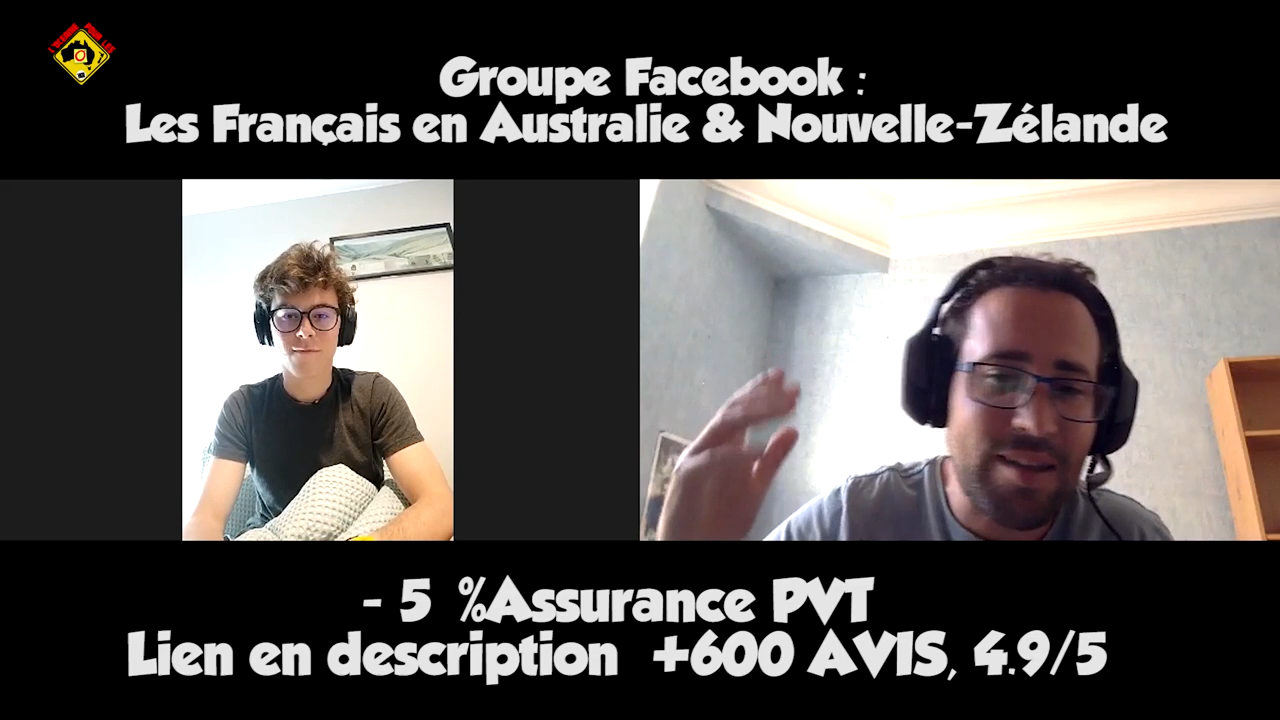 Groupe Facebook :
Les Français en Australie & Nouvelle-Zélande
- 5 %Assurance PVT
Lien en description +600 AVIS, 4.9/5